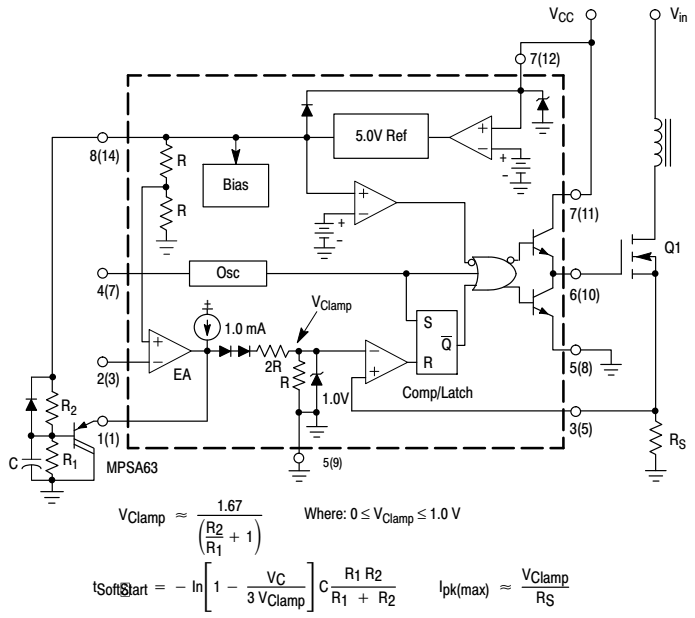 VCC
Vin
7(12)
5.0V Ref
+
−
+
-
8(14)
R
Bias
R
+
−
+
-
7(11)
Q1
4(7)
Osc
6(10)
VClamp
S
Q
R
1.0 mA
+
−
EA
2R
R
1.0V
−
+
Comp/Latch
5(8)
2(3)
3(5)
R2
1(1)
RS
C
R1
MPSA63
5(9)
VClamp ≈ 1.67 / (R2/R1 + 1) Where: 0 ≤ VClamp ≤ 1.0 V
tSoftStart = − ln[1 − VC / 3 VClamp] C R1 R2 / R1 + R2 Ipk(max) ≈ VClamp / RS